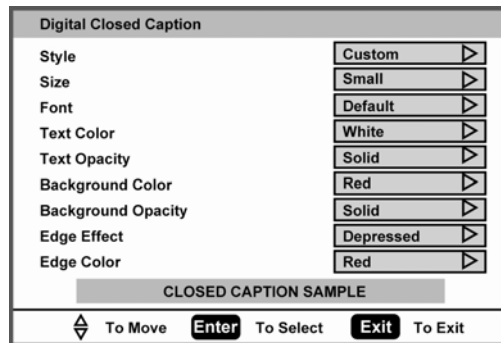 Digital Closed Caption
Style Custom
Size Small
Font Default
Text Color White
Text Opacity Solid
Background Color Red
Background Opacity Solid
Edge Effect Depressed
Edge Color Red
CLOSED CAPTION SAMPLE
To Move Enter To Select Exit To Exit